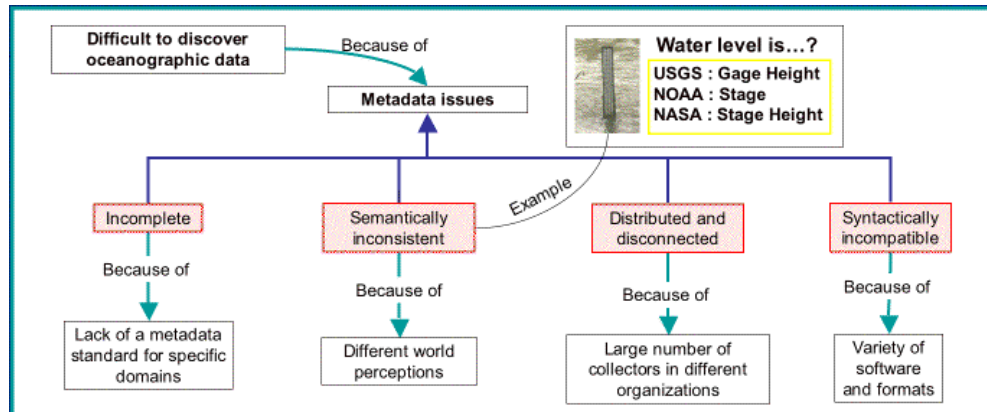 Difficult to discover
oceanographic data
Because of
Metadata issues
Water level is...?
USGS : Gage Height
NOAA : Stage
NASA : Stage Height
Example
Incomplete
Because of
Lack of a metadata
standard for specific
domains
Semantically
inconsistent
Because of
Different world
perceptions
Distributed and
disconnected
Because of
Large number of
collectors in different
organizations
Syntactically
incompatible
Because of
Variety of
software
and formats